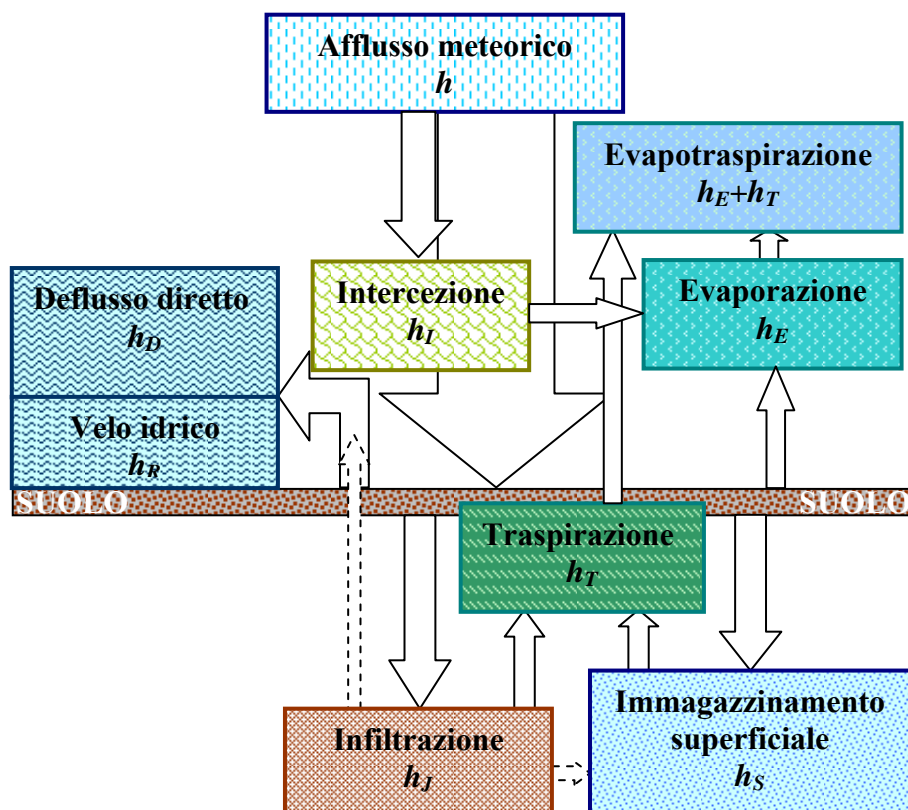 Afflusso meteorico
h
Evapotraspirazione
hE+hT
Deflusso diretto
hD
Intercezione
hI
Evaporazione
hE
Velo idrico
hR
SUOLO
SUOLO
Traspirazione
hT
Infiltrazione
hJ
Immagazzinamento
superficiale
hS